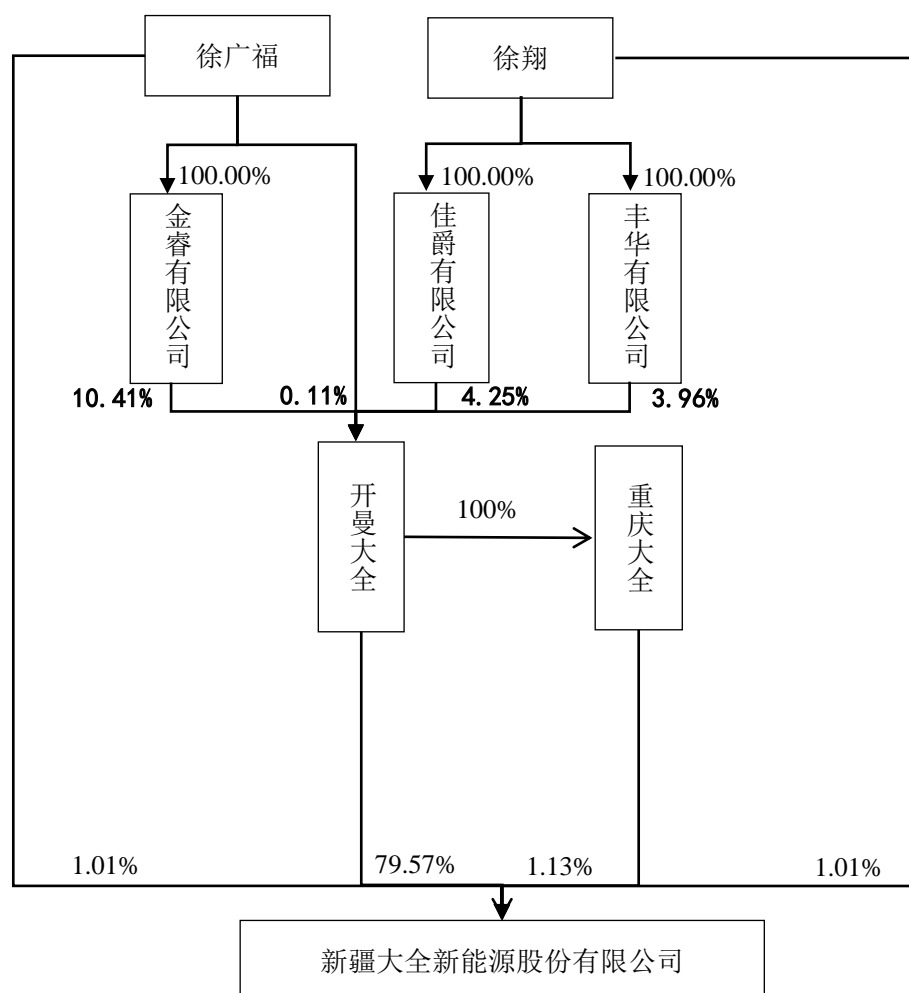 徐广福
徐翔
100.00%
100.00%
100.00%
金睿有限公司
佳爵有限公司
丰华有限公司
10.41%
0.11%
4.25%
3.96%
开曼大全
100%
重庆大全
1.01%
79.57%
1.13%
1.01%
新疆大全新能源股份有限公司